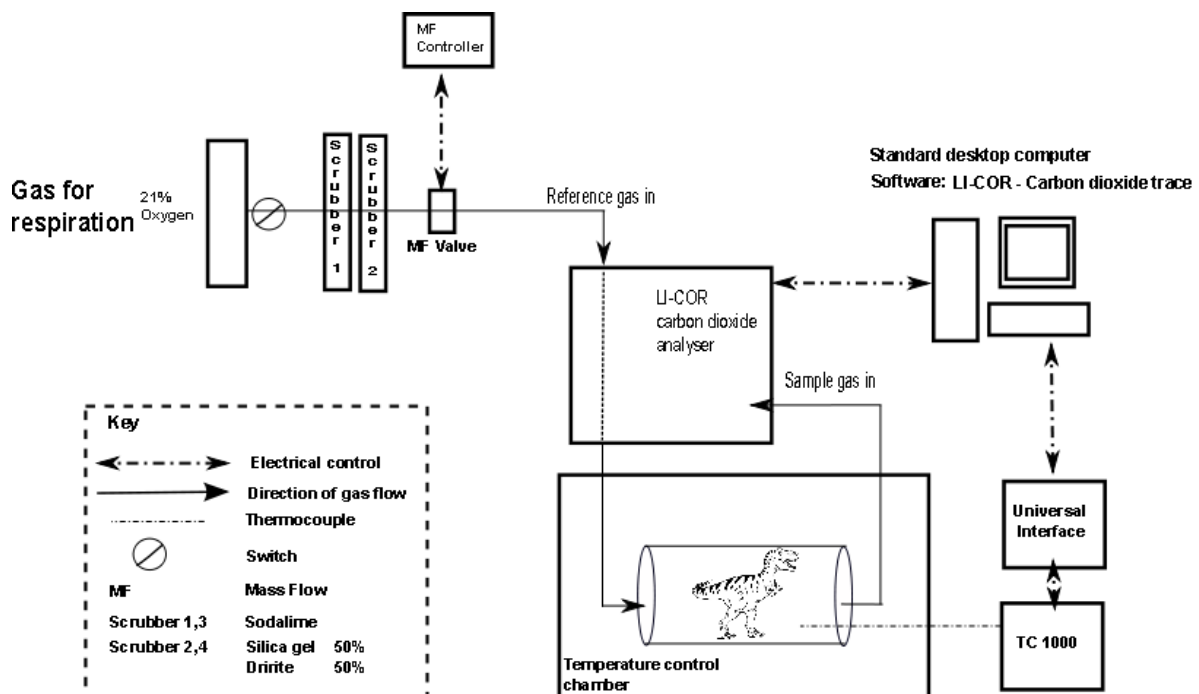 MF
Controller
Gas for
respiration
21%
Oxygen
Scrubber 1
Scrubber 2
MF Valve
Reference gas in
Standard desktop computer
Software: LI-COR - Carbon dioxide trace
LI-COR
carbon dioxide
analyser
Sample gas in
Key
Electrical control
Direction of gas flow
Thermocouple
Switch
MF Mass Flow
Scrubber 1,3 Sodalime
Scrubber 2,4 Silica gel 50%
Dririte 50%
Universal
Interface
TC 1000
Temperature control
chamber